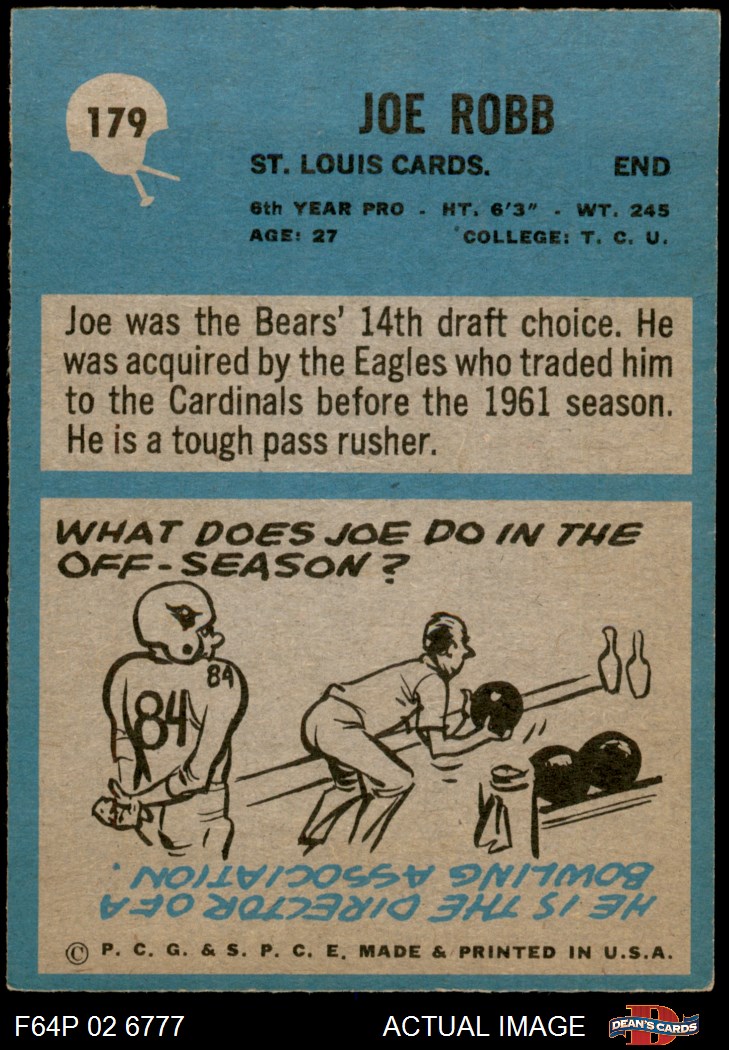 179
JOE ROBB
ST. LOUIS CARDS. END
6th YEAR PRO - HT. 6'3" - WT. 245
AGE: 27 COLLEGE: T. C. U.
Joe was the Bears' 14th draft choice. He
was acquired by the Eagles who traded him
to the Cardinals before the 1961 season.
He is a tough pass rusher.
WHAT DOES JOE DO IN THE
OFF-SEASON?
84
84
HE IS THE DIRECTOR OF A
BOWLING ASSOCIATION.
© P. C. G. & S. P. C. E. MADE & PRINTED IN U.S.A.
F64P 02 6777
ACTUAL IMAGE
DEAN'S CARDS